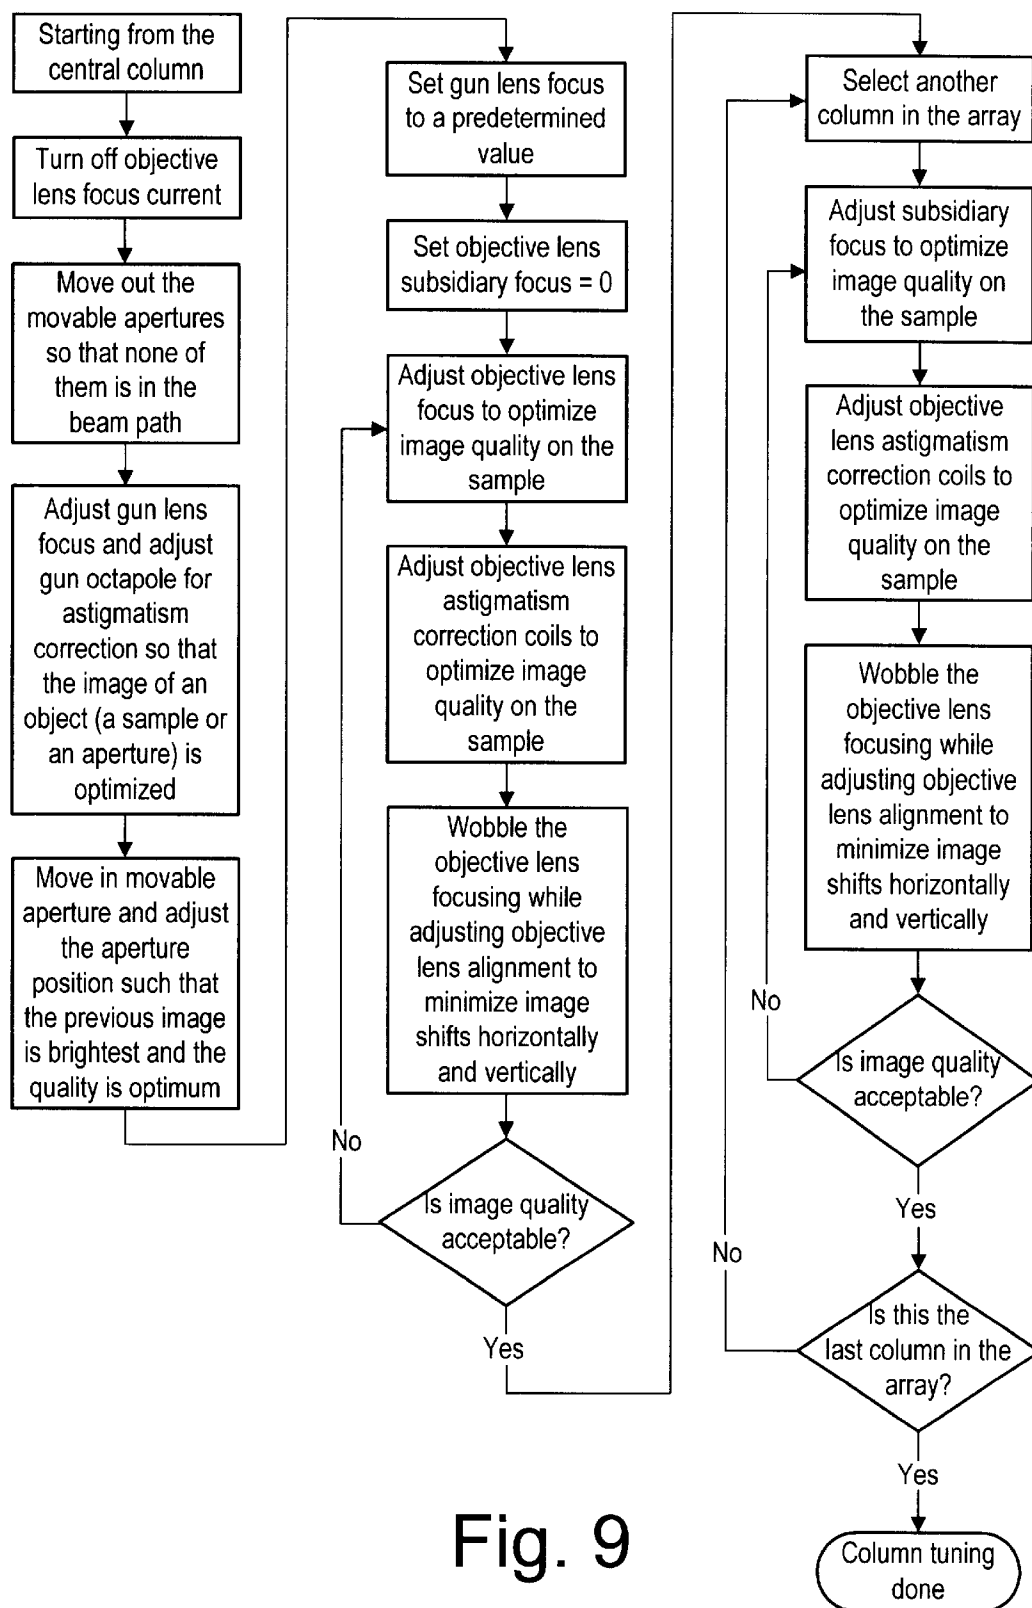 Starting from the
central column
Turn off objective
lens focus current
Move out the
movable apertures
so that none of
them is in the
beam path
Adjust gun lens
focus and adjust
gun octapole for
astigmatism
correction so that
the image of an
object (a sample or
an aperture) is
optimized
Move in movable
aperture and adjust
the aperture
position such that
the previous image
is brightest and the
quality is optimum
Set gun lens focus
to a predetermined
value
Set objective lens
subsidiary focus = 0
Adjust objective lens
focus to optimize
image quality on the
sample
Adjust objective lens
astigmatism
correction coils to
optimize image
quality on the
sample
Wobble the
objective lens
focusing while
adjusting objective
lens alignment to
minimize image
shifts horizontally
and vertically
No
Is image quality
acceptable?
Yes
Select another
column in the array
Adjust subsidiary
focus to optimize
image quality on
the sample
Adjust objective
lens astigmatism
correction coils to
optimize image
quality on the
sample
Wobble the
objective lens
focusing while
adjusting objective
lens alignment to
minimize image
shifts horizontally
and vertically
No
Is image quality
acceptable?
Yes
No
Is this the
last column in the
array?
Yes
Column tuning
done
Fig. 9